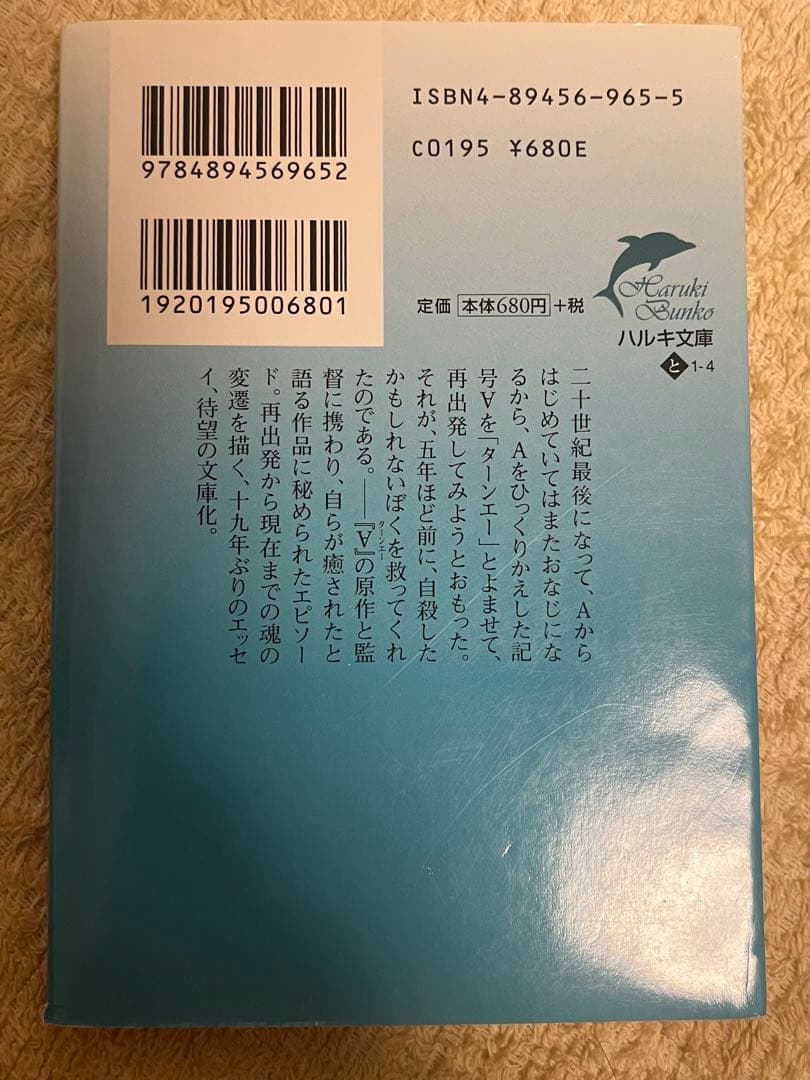 9784894569652
ISBN4-89456-965-5
C0195 ¥680E
1920195006801
定価 本体680円 +税
Haruki
Bunko
ハルキ文庫
と 1-4
二十世紀最後になって、Aから
はじめていてはまたおなじにな
るから、Aをひっくりかえした記
号∀を「ターンエー」とよませて、
再出発してみようとおもった。
それが、五年ほど前に、自殺した
かもしれないぼくを救ってくれ
たのである。――『∀』の原作と監
ターンエー
督に携わり、自らが癒されたと
語る作品に秘められたエピソー
ド。再出発から現在までの魂の
変遷を描く、十九年ぶりのエッセ
イ、待望の文庫化。